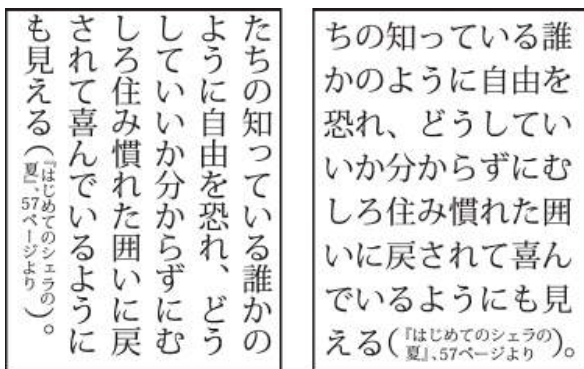 たちの知っている誰かの
ように自由を恐れ、どう
していいか分からずにむ
しろ住み慣れた囲いに戻
されて喜んでいるように
も見える(『はじめてのシェラの夏』、57ページより)。
ちの知っている誰
かのように自由を
恐れ、どうしてい
いか分からずにむ
しろ住み慣れた囲
いに戻されて喜ん
でいるようにも見
える(『はじめてのシェラの夏』、57ページより)。